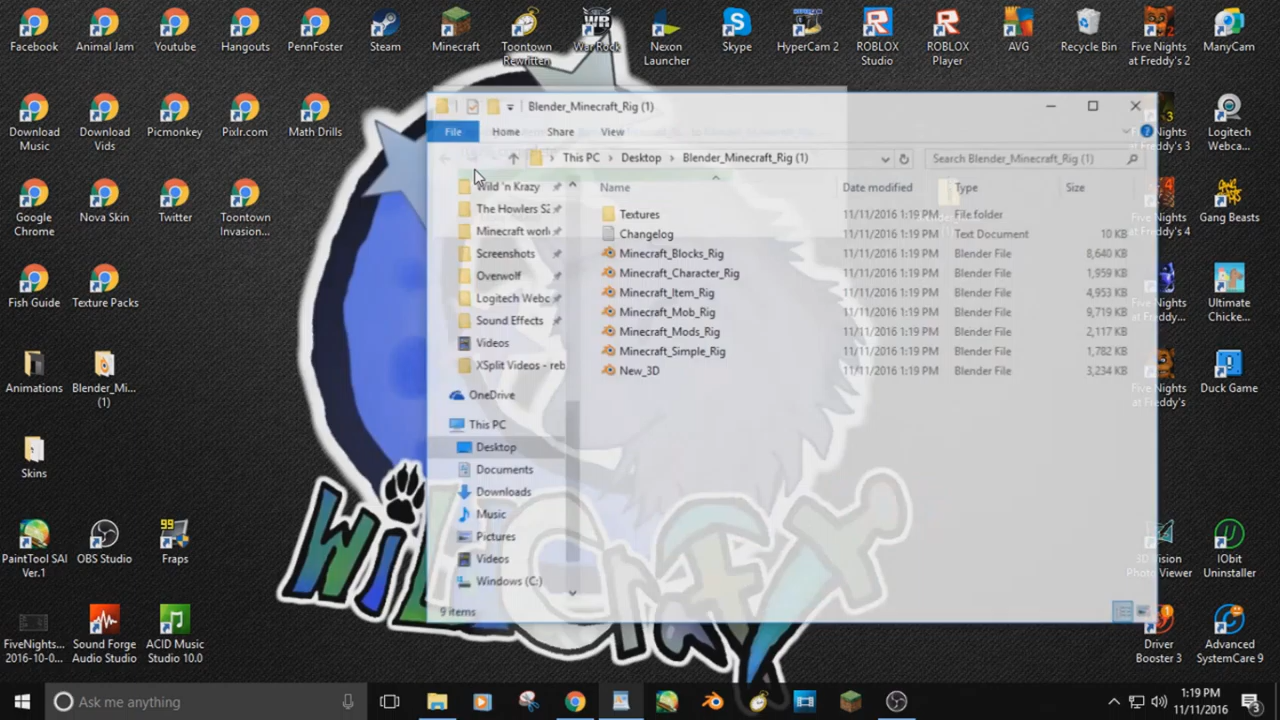 Facebook
Animal Jam
Youtube
Hangouts
PennFoster
Steam
Minecraft
Toontown
Rewritten
War Rock
Nexon
Launcher
Skype
HyperCam 2
ROBLOX
Studio
ROBLOX
Player
AVG
Recycle Bin
Five Nights
at Freddy's 2
ManyCam
Download
Music
Download
Vids
Picmonkey
Pixlr.com
Math Drills
Logitech
Webca...
Google
Chrome
Nova Skin
Twitter
Toontown
Invasion...
Gang Beasts
Fish Guide
Texture Packs
Ultimate
Chicke...
Animations
Blender_Mi...
(1)
Duck Game
Skins
PaintTool SAI
Ver.1
OBS Studio
99
Fraps
3D Vision
Photo Viewer
IObit
Uninstaller
FiveNights...
2016-10-0...
Sound Forge
Audio Studio
ACID Music
Studio 10.0
Driver
Booster 3
Advanced
SystemCare 9
Blender_Minecraft_Rig (1)
File
Home
Share
View
This PC
Desktop
Blender_Minecraft_Rig (1)
Search Blender_Minecraft_Rig (1)
Wild 'n Krazy
The Howlers S2
Minecraft worl
Screenshots
Overwolf
Logitech Webc
Sound Effects
Videos
XSplit Videos - reb
OneDrive
This PC
Desktop
Documents
Downloads
Music
Pictures
Videos
Windows (C:)
9 items
Name Date modified Type Size
Textures 11/11/2016 1:19 PM File folder
Changelog 11/11/2016 1:19 PM Text Document 10 KB
Minecraft_Blocks_Rig 11/11/2016 1:19 PM Blender File 8,640 KB
Minecraft_Character_Rig 11/11/2016 1:19 PM Blender File 1,959 KB
Minecraft_Item_Rig 11/11/2016 1:19 PM Blender File 4,953 KB
Minecraft_Mob_Rig 11/11/2016 1:19 PM Blender File 9,719 KB
Minecraft_Mods_Rig 11/11/2016 1:19 PM Blender File 2,117 KB
Minecraft_Simple_Rig 11/11/2016 1:19 PM Blender File 1,782 KB
New_3D 11/11/2016 1:19 PM Blender File 3,234 KB
Ask me anything
1:19 PM
11/11/2016